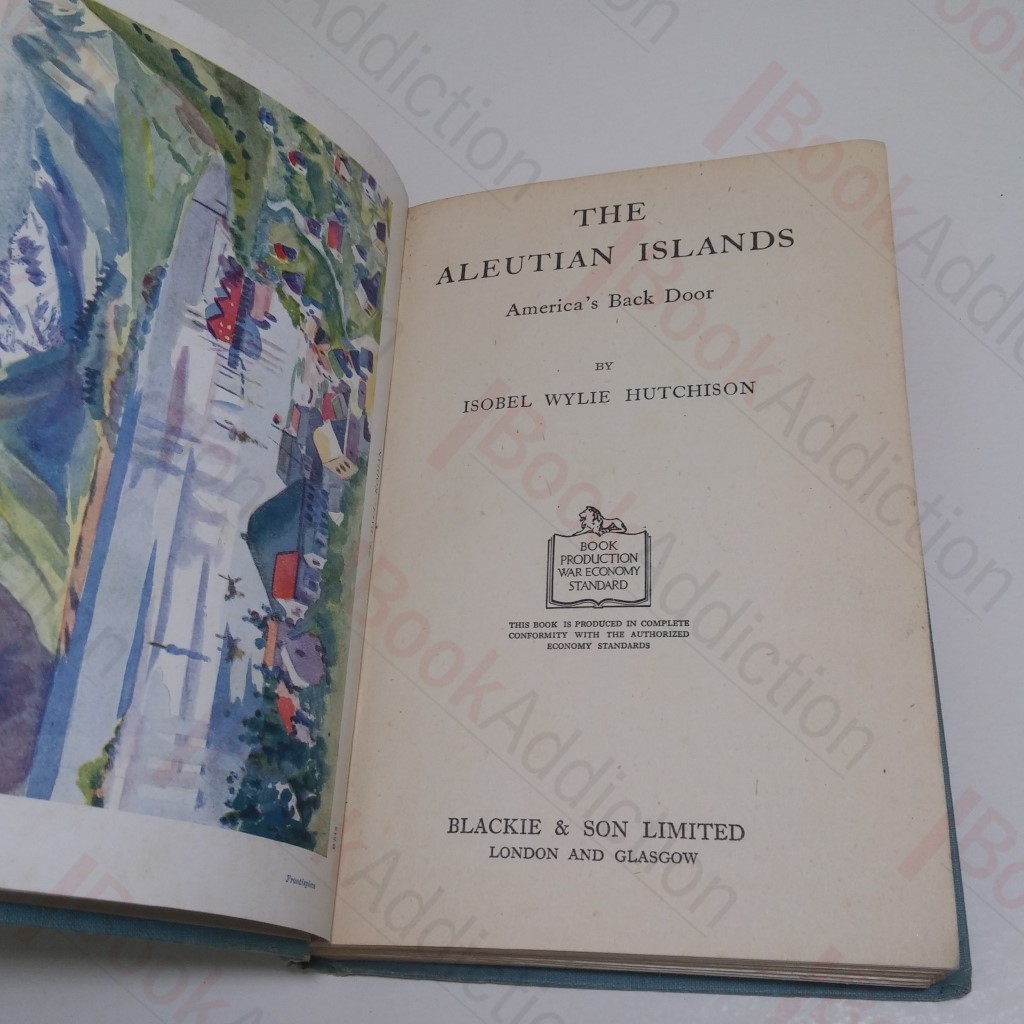 THE
ALEUTIAN ISLANDS
America's Back Door
BY
ISOBEL WYLIE HUTCHISON
BOOK
PRODUCTION
WAR ECONOMY
STANDARD
THIS BOOK IS PRODUCED IN COMPLETE
CONFORMITY WITH THE AUTHORIZED
ECONOMY STANDARDS
BLACKIE & SON LIMITED
LONDON AND GLASGOW
Frontispiece
BookAddiction